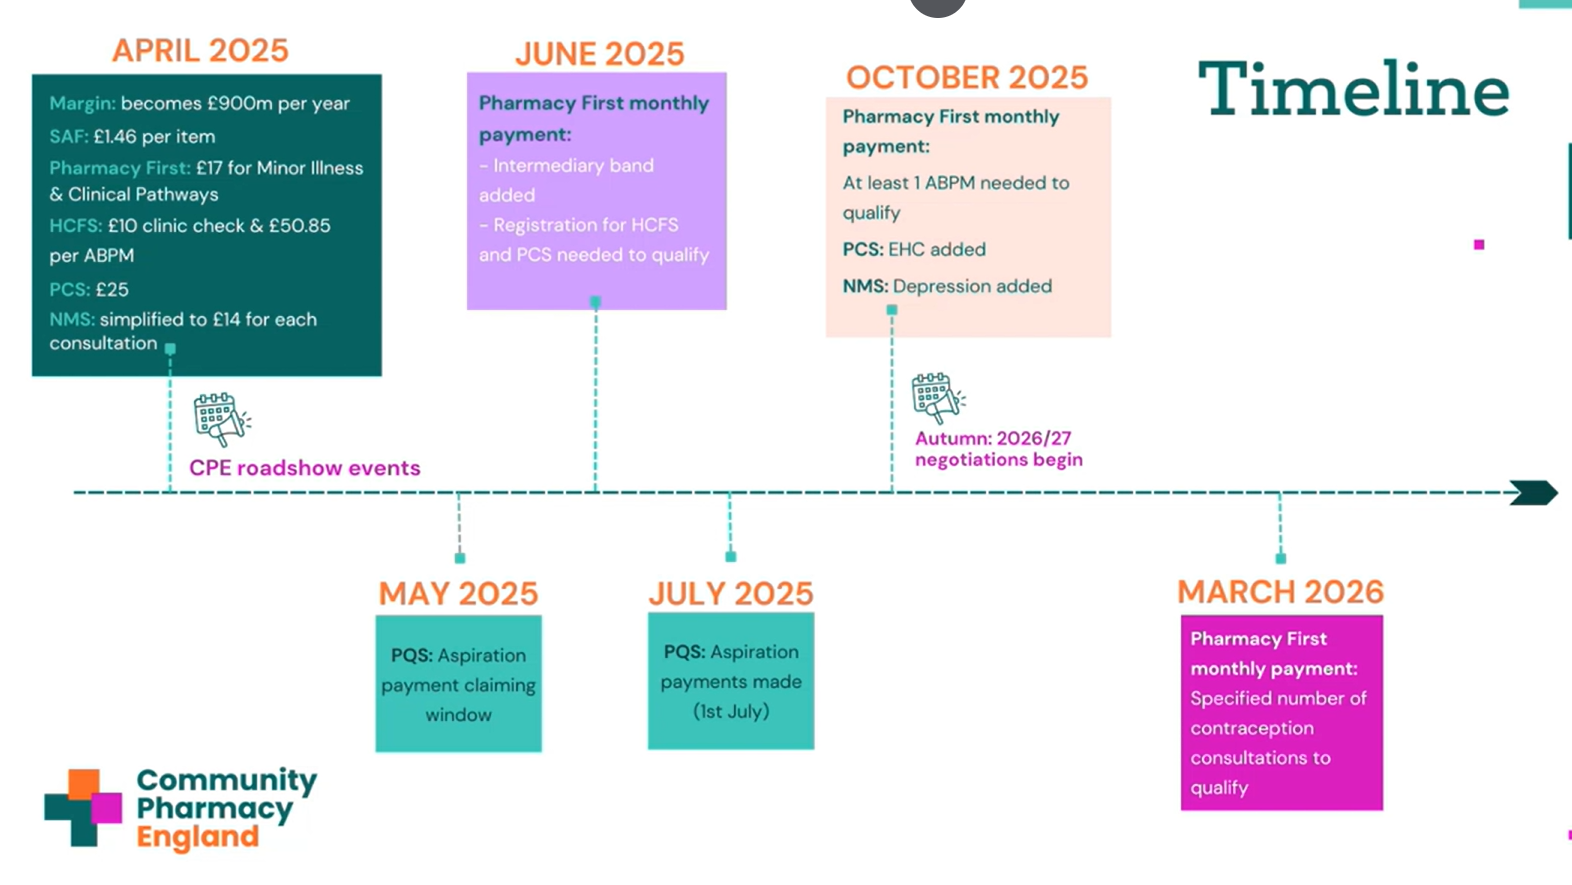 Timeline
APRIL 2025
Margin: becomes £900m per year
SAF: £1.46 per item
Pharmacy First: £17 for Minor Illness
& Clinical Pathways
HCFS: £10 clinic check & £50.85
per ABPM
PCS: £25
NMS: simplified to £14 for each
consultation
CPE roadshow events
JUNE 2025
Pharmacy First monthly
payment:
- Intermediary band
added
- Registration for HCFS
and PCS needed to qualify
OCTOBER 2025
Pharmacy First monthly
payment:
At least 1 ABPM needed to
qualify
PCS: EHC added
NMS: Depression added
Autumn: 2026/27
negotiations begin
MAY 2025
PQS: Aspiration
payment claiming
window
JULY 2025
PQS: Aspiration
payments made
(1st July)
MARCH 2026
Pharmacy First
monthly payment:
Specified number of
contraception
consultations to
qualify
Community
Pharmacy
England